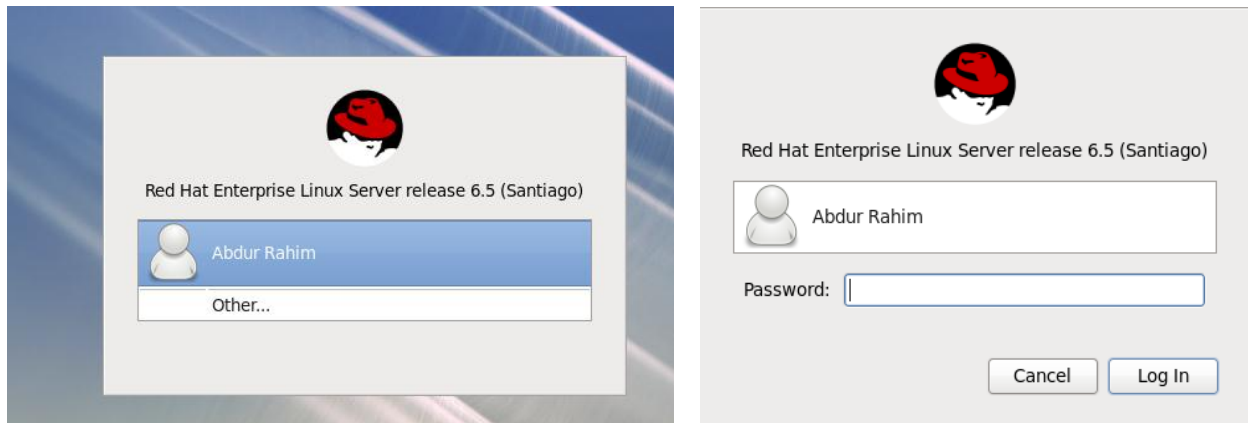 Red Hat Enterprise Linux Server release 6.5 (Santiago)
Abdur Rahim
Other...
Red Hat Enterprise Linux Server release 6.5 (Santiago)
Abdur Rahim
Password:
Cancel Log In